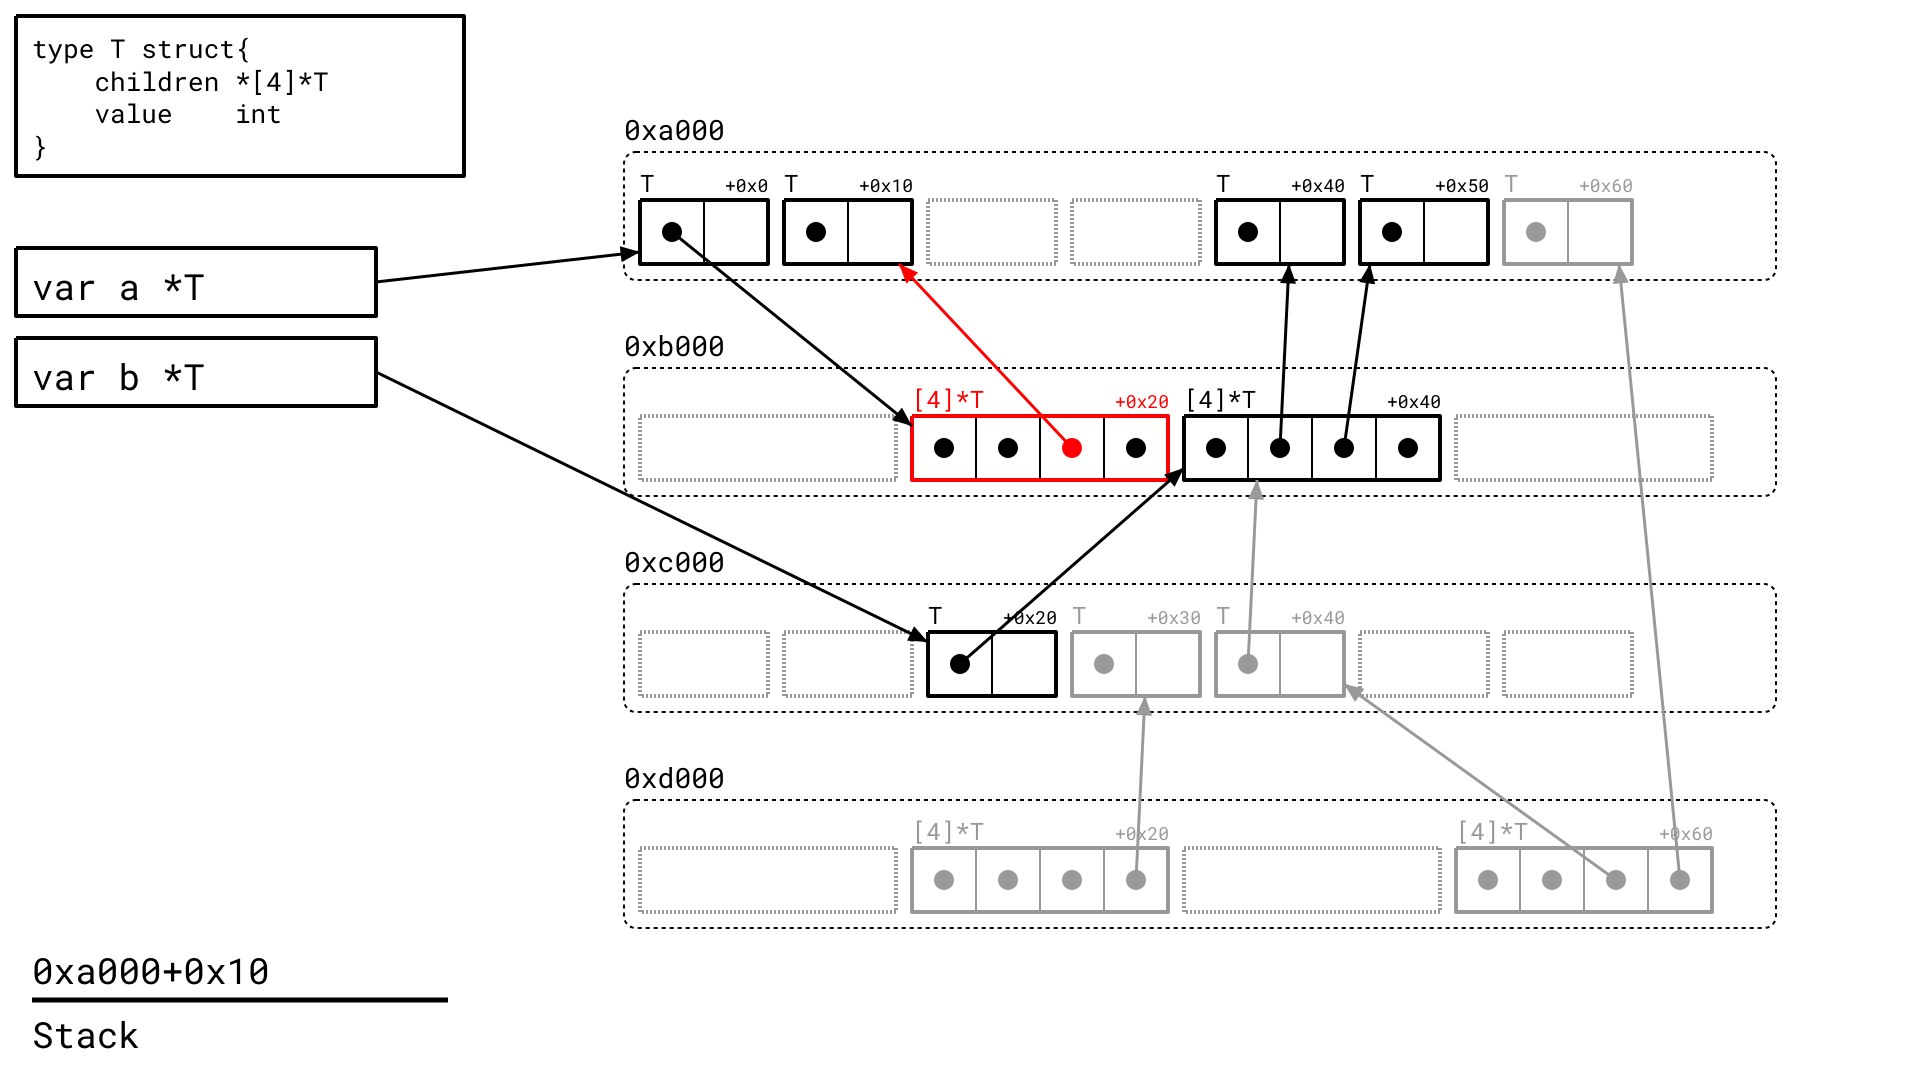 type T struct{
    children *[4]*T
    value    int
}
var a *T
var b *T
0xa000
T +0x0 T +0x10 T +0x40 T +0x50 T +0x60
0xb000
[4]*T +0x20 [4]*T +0x40
0xc000
T +0x20 T +0x30 T +0x40
0xd000
[4]*T +0x20 [4]*T +0x60
0xa000+0x10
Stack